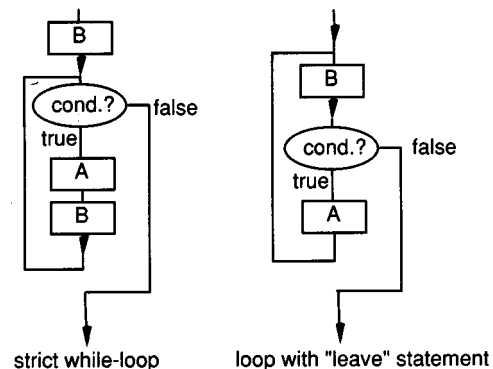 B
cond.?
false
true
A
B
strict while-loop
B
cond.?
false
true
A
loop with "leave" statement